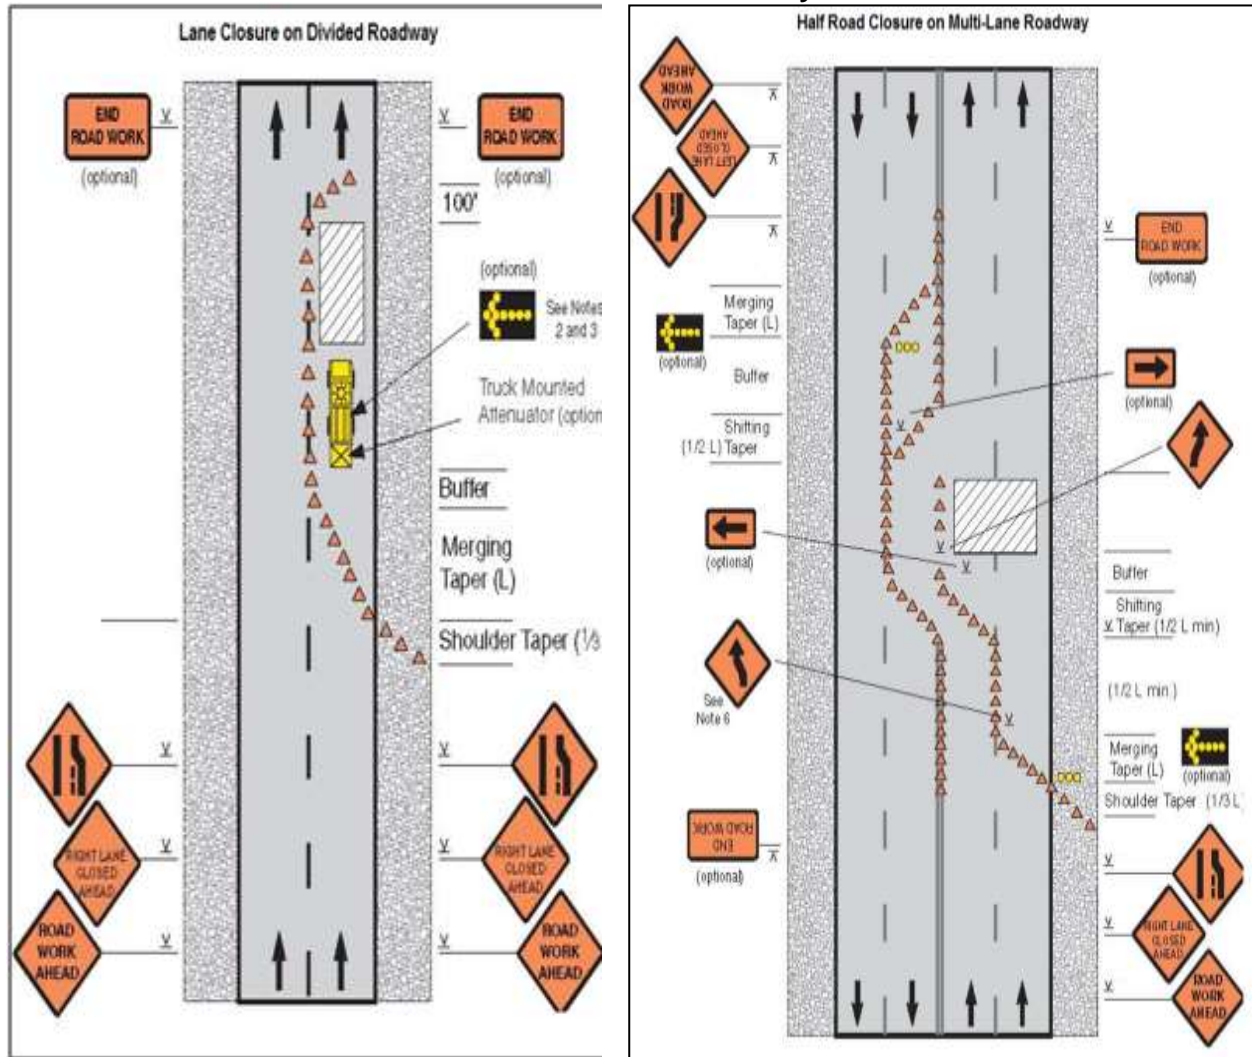 Lane Closure on Divided Roadway
END
ROAD WORK
(optional)
END
ROAD WORK
(optional)
100'
(optional)
See Notes
2 and 3
Truck Mounted
Attenuator (option
Buffer
Merging
Taper (L)
Shoulder Taper (1/3
RIGHT LANE
CLOSED
AHEAD
RIGHT LANE
CLOSED
AHEAD
ROAD
WORK
AHEAD
ROAD
WORK
AHEAD
Half Road Closure on Multi-Lane Roadway
ROAD
WORK
AHEAD
LEFT LANE
CLOSED
AHEAD
END
ROAD WORK
(optional)
Merging
Taper (L)
(optional)
Buffer
(optional)
Shifting
(1/2 L) Taper
(optional)
Buffer
Shifting
Taper (1/2 L min)
See
Note 6
(1/2 L min.)
Merging
Taper (L)
(optional)
Shoulder Taper (1/3 L
END
ROAD WORK
(optional)
RIGHT LANE
CLOSED
AHEAD
ROAD
WORK
AHEAD